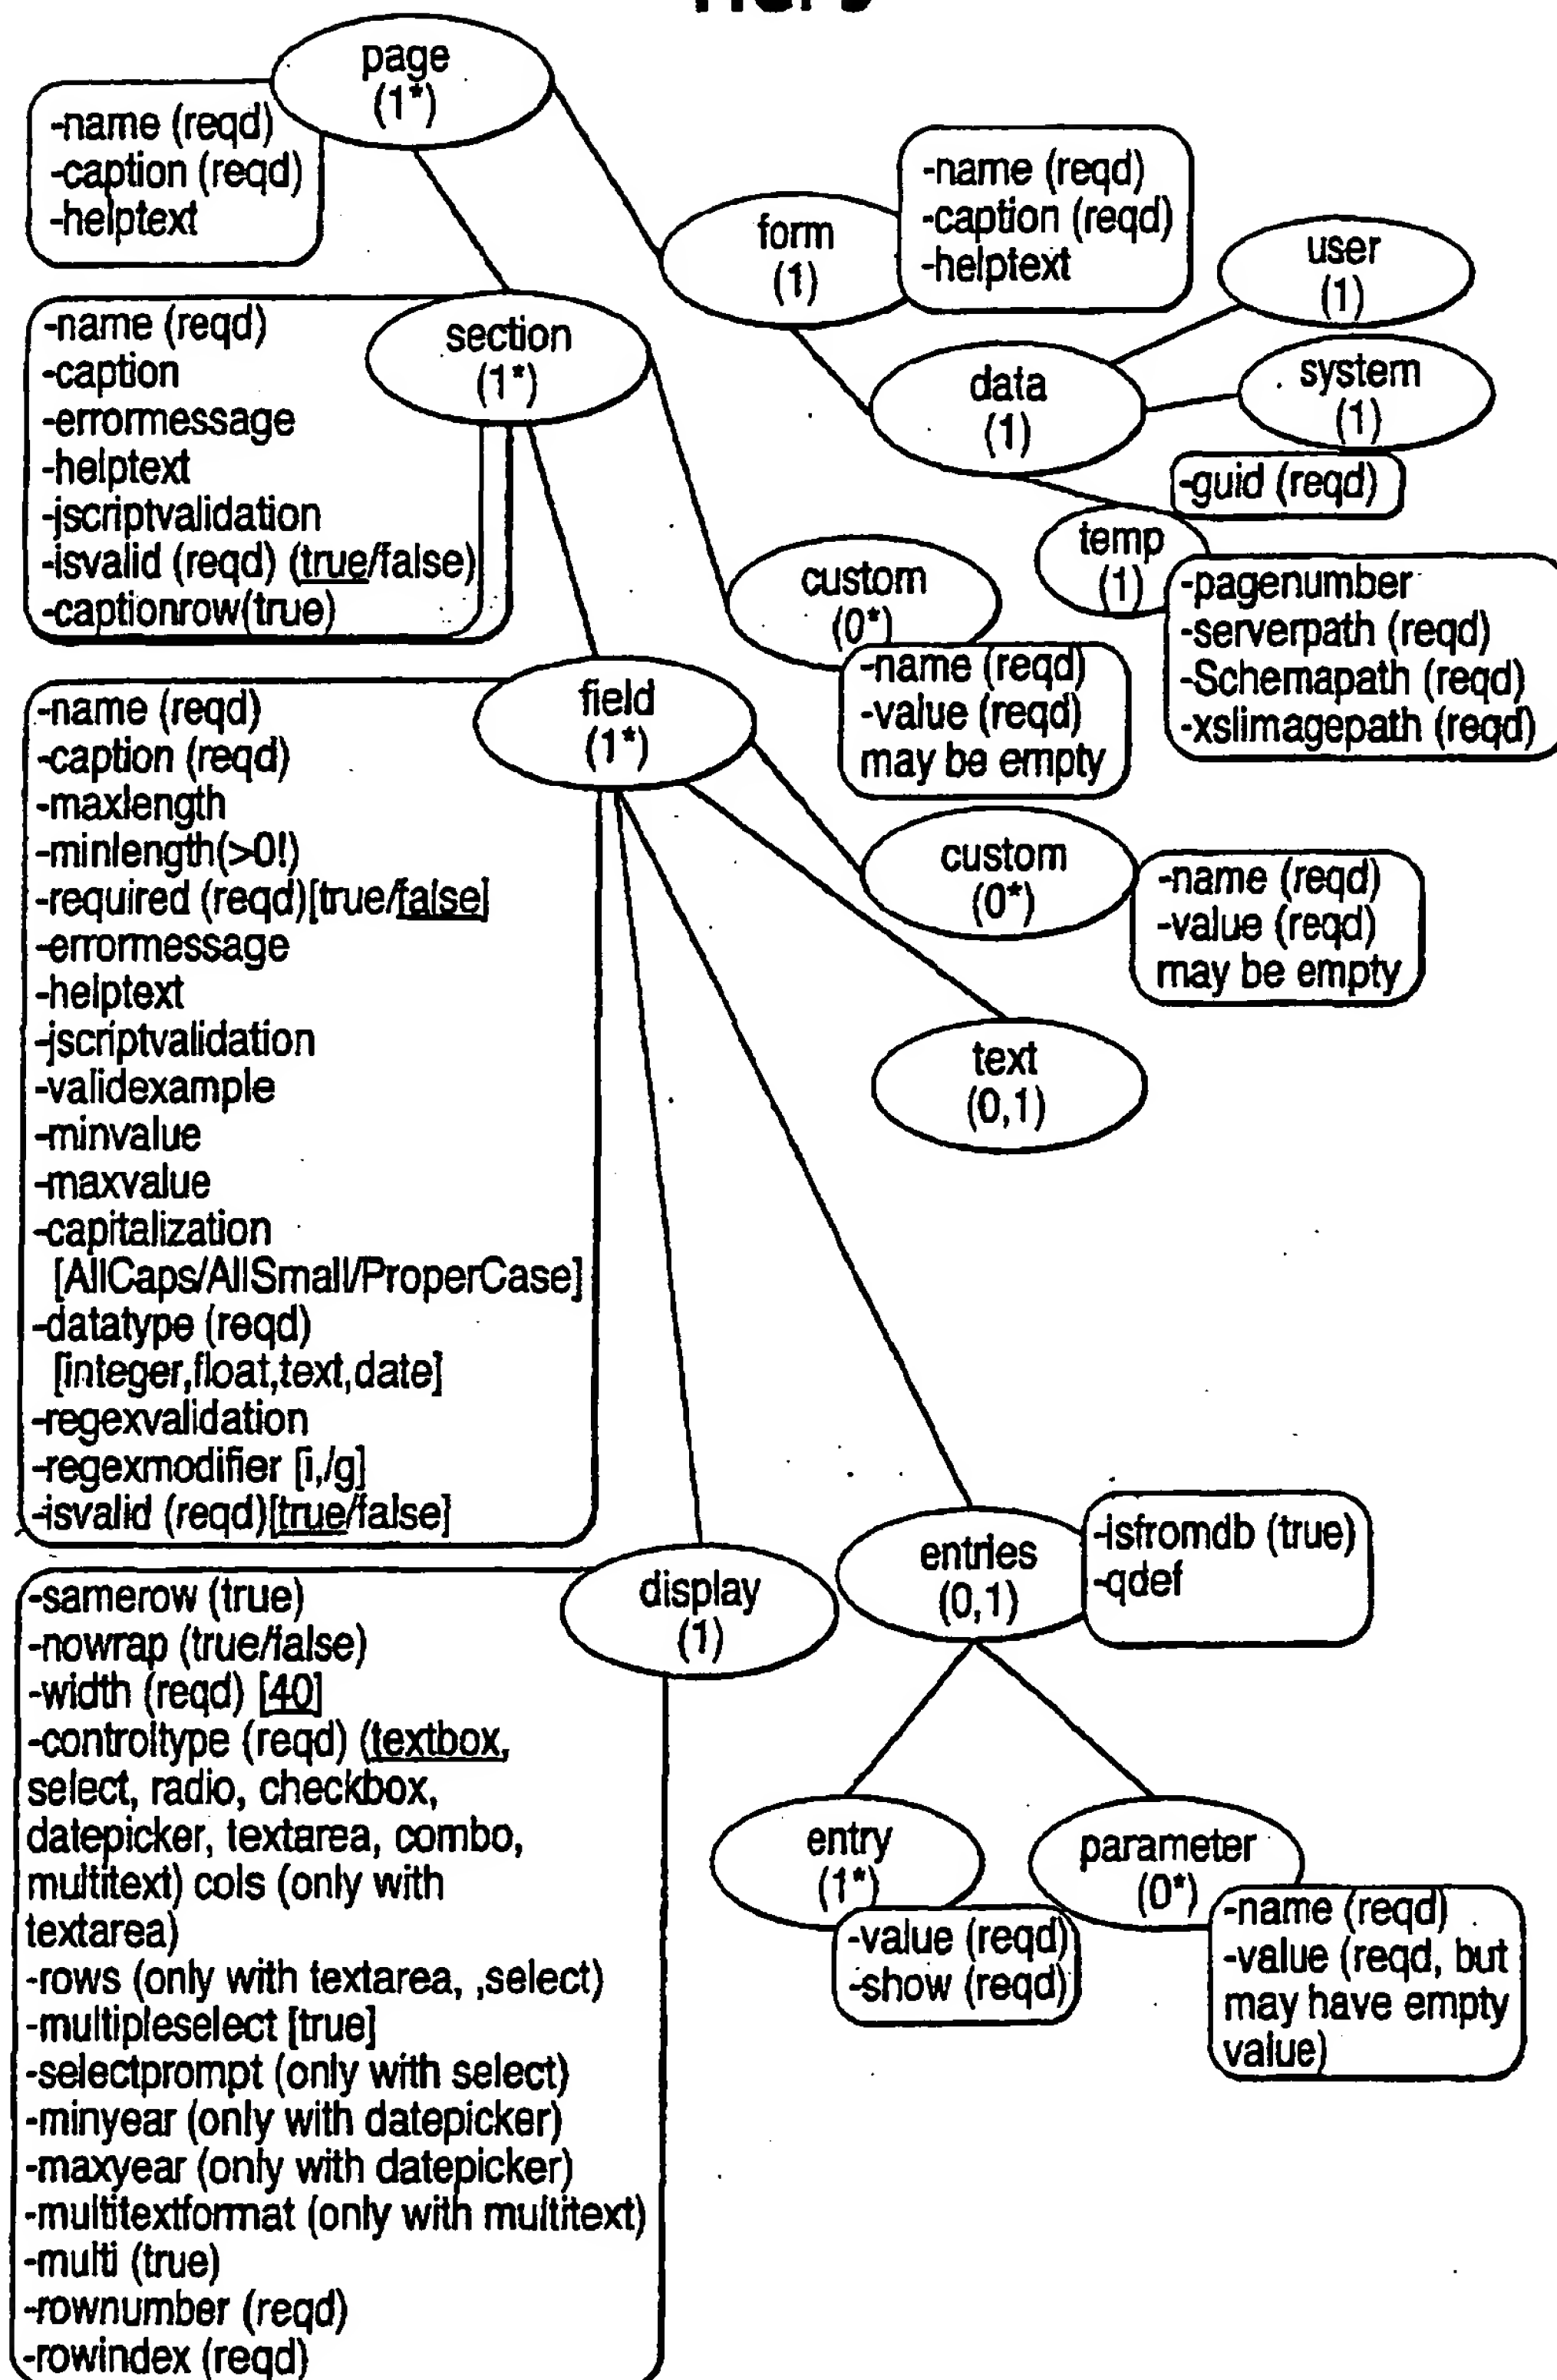 page
(1*)
-name (reqd)
-caption (reqd)
-helptext
form
(1)
-name (reqd)
-caption (reqd)
-helptext
user
(1)
section
(1*)
-name (reqd)
-caption
-errormessage
-helptext
-jscriptvalidation
-isvalid (reqd) (true/false)
-captionrow(true)
data
(1)
system
(1)
-guid (reqd)
temp
(1)
-pagenumber
-serverpath (reqd)
-Schemapath (reqd)
-xslimagepath (reqd)
custom
(0*)
-name (reqd)
-value (reqd)
may be empty
field
(1*)
-name (reqd)
-caption (reqd)
-maxlength
-minlength(>0!)
-required (reqd)[true/false]
-errormessage
-helptext
-jscriptvalidation
-validexample
-minvalue
-maxvalue
-capitalization
[AllCaps/AllSmall/ProperCase]
-datatype (reqd)
[integer,float,text,date]
-regexvalidation
-regexmodifier [i,/g]
-isvalid (reqd)[true/false]
custom
(0*)
-name (reqd)
-value (reqd)
may be empty
text
(0,1)
entries
(0,1)
-isfromdb (true)
-qdef
display
(1)
-samerow (true)
-nowrap (true/false)
-width (reqd) [40]
-controltype (reqd) (textbox,
select, radio, checkbox,
datepicker, textarea, combo,
multitext) cols (only with
textarea)
-rows (only with textarea, ,select)
-multipleselect [true]
-selectprompt (only with select)
-minyear (only with datepicker)
-maxyear (only with datepicker)
-multitextformat (only with multitext)
-multi (true)
-rownumber (reqd)
-rowindex (reqd)
entry
(1*)
-value (reqd)
-show (reqd)
parameter
(0*)
-name (reqd)
-value (reqd, but
may have empty
value)